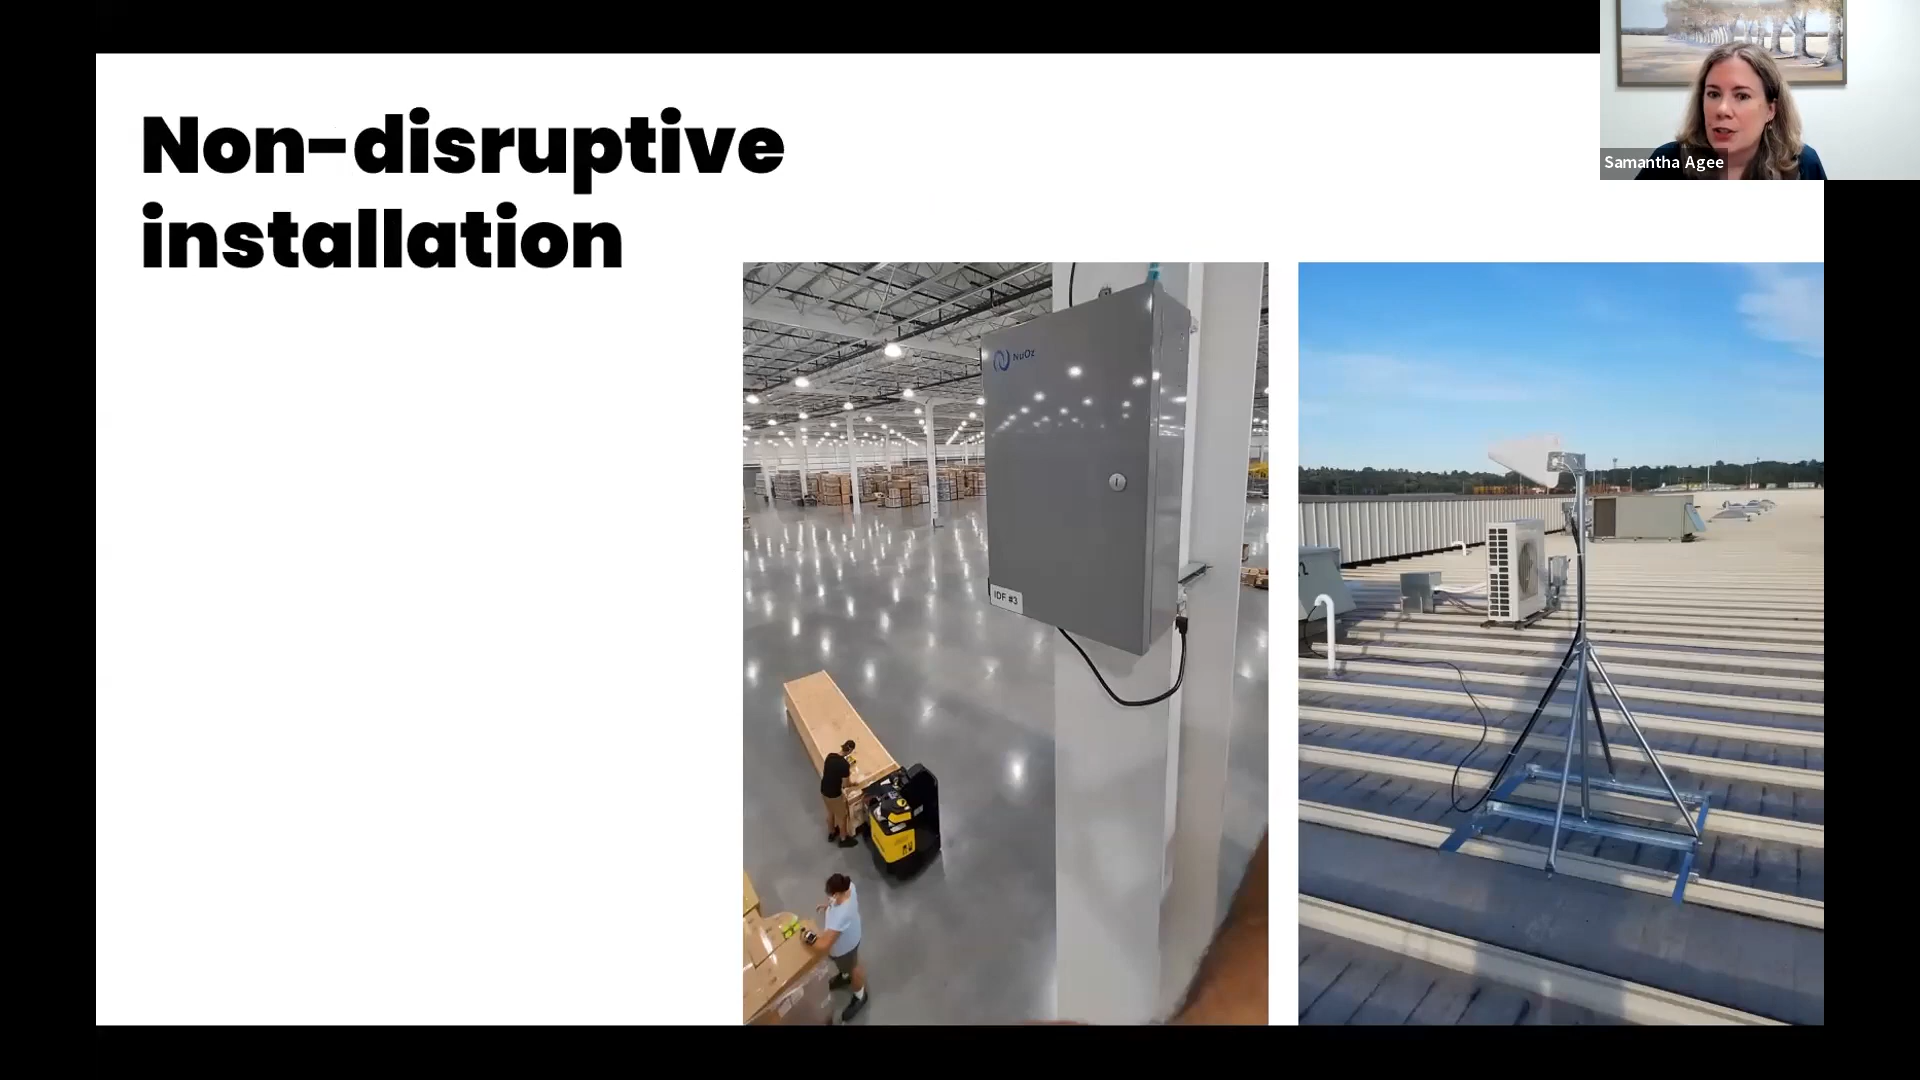 Non-disruptive
installation
Samantha Agee
NuOz
IDF #3